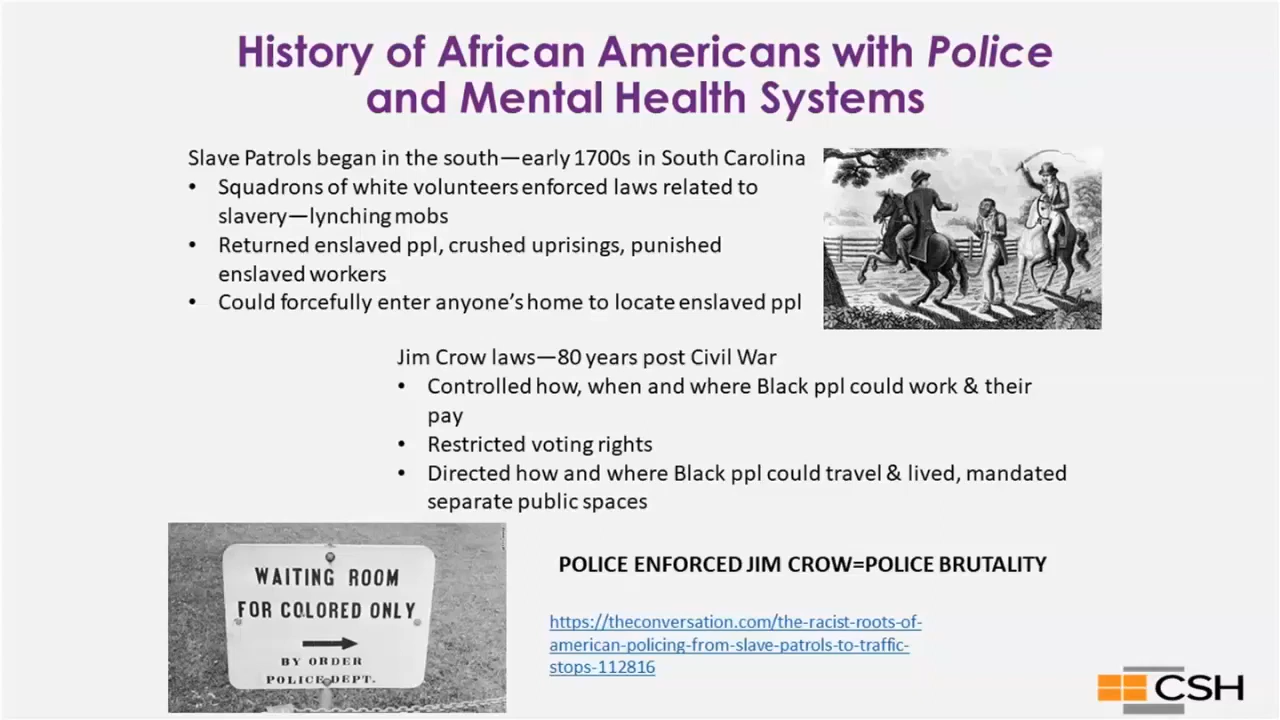 History of African Americans with Police
and Mental Health Systems
Slave Patrols began in the south—early 1700s in South Carolina
• Squadrons of white volunteers enforced laws related to
slavery—lynching mobs
• Returned enslaved ppl, crushed uprisings, punished
enslaved workers
• Could forcefully enter anyone's home to locate enslaved ppl
Jim Crow laws—80 years post Civil War
• Controlled how, when and where Black ppl could work & their
pay
• Restricted voting rights
• Directed how and where Black ppl could travel & lived, mandated
separate public spaces
WAITING ROOM
FOR COLORED ONLY
BY ORDER
POLICE DEPT.
POLICE ENFORCED JIM CROW=POLICE BRUTALITY
https://theconversation.com/the-racist-roots-of-
american-policing-from-slave-patrols-to-traffic-
stops-112816
CSH